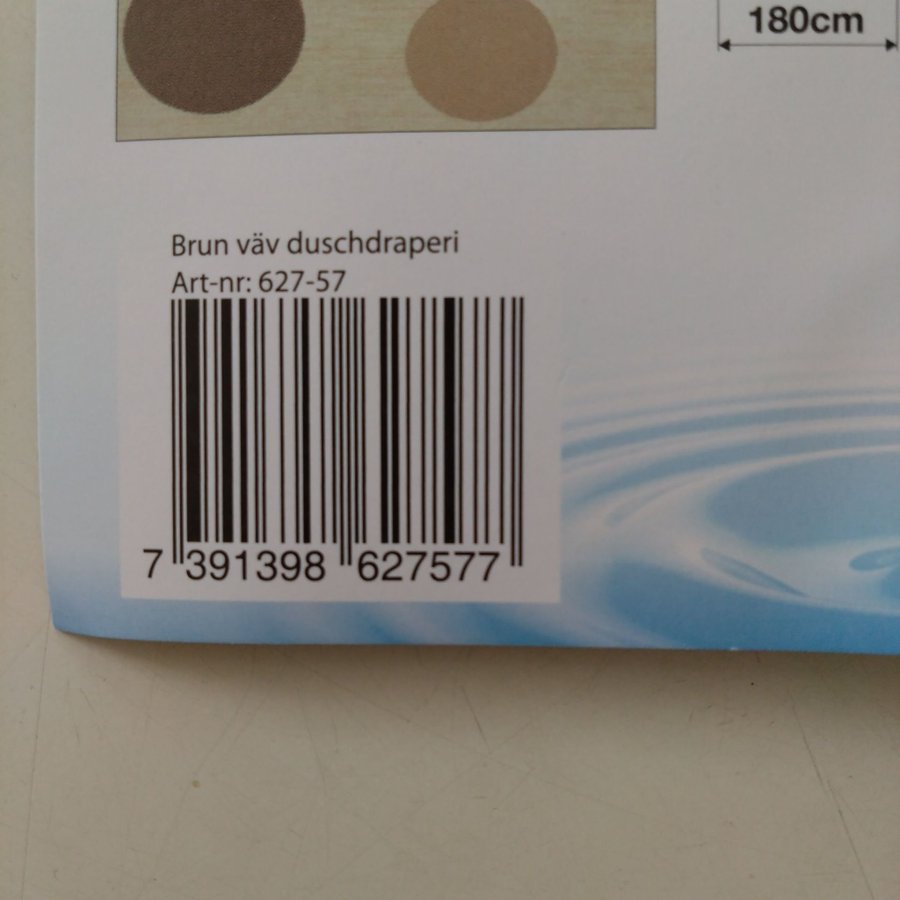 180cm
Brun väv duschdraperi
Art-nr: 627-57
7 391398 627577